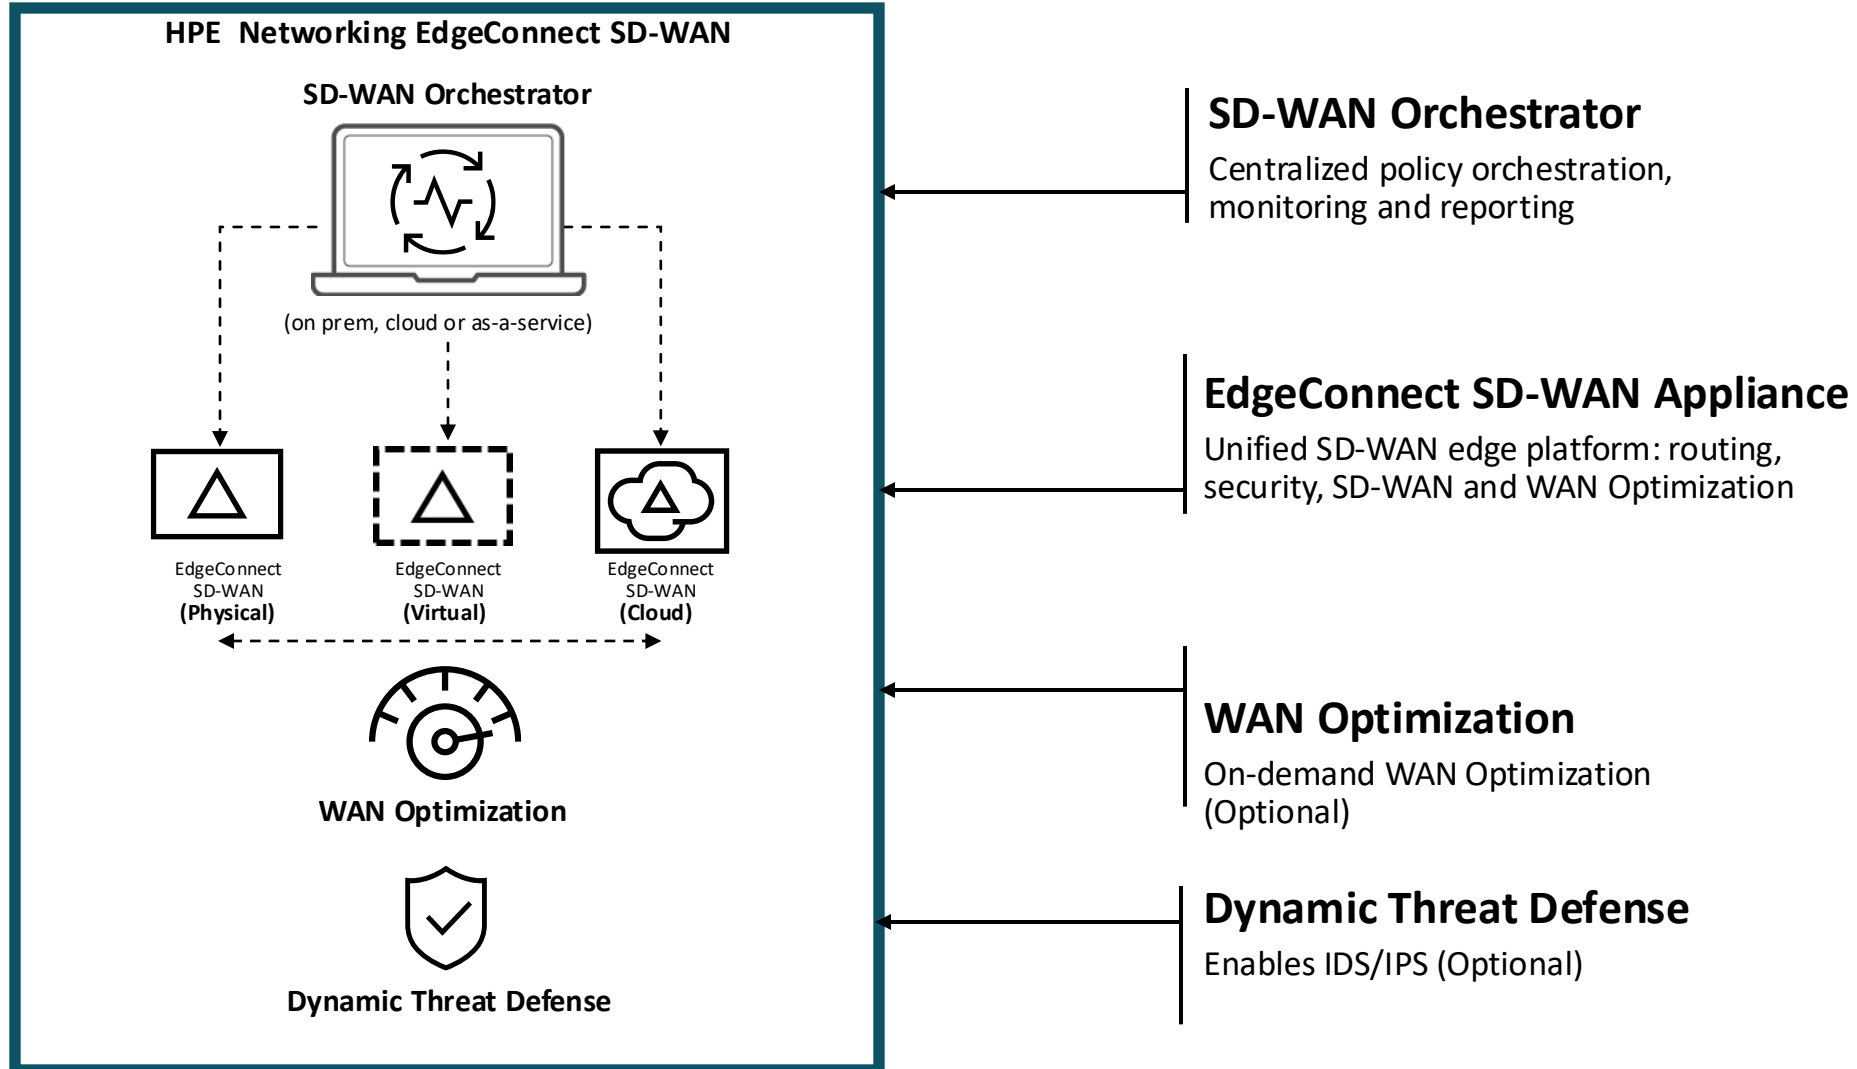 HPE Networking EdgeConnect SD-WAN
SD-WAN Orchestrator
(on prem, cloud or as-a-service)
EdgeConnect
SD-WAN
(Physical)
EdgeConnect
SD-WAN
(Virtual)
EdgeConnect
SD-WAN
(Cloud)
WAN Optimization
Dynamic Threat Defense
SD-WAN Orchestrator
Centralized policy orchestration,
monitoring and reporting
EdgeConnect SD-WAN Appliance
Unified SD-WAN edge platform: routing,
security, SD-WAN and WAN Optimization
WAN Optimization
On-demand WAN Optimization
(Optional)
Dynamic Threat Defense
Enables IDS/IPS (Optional)